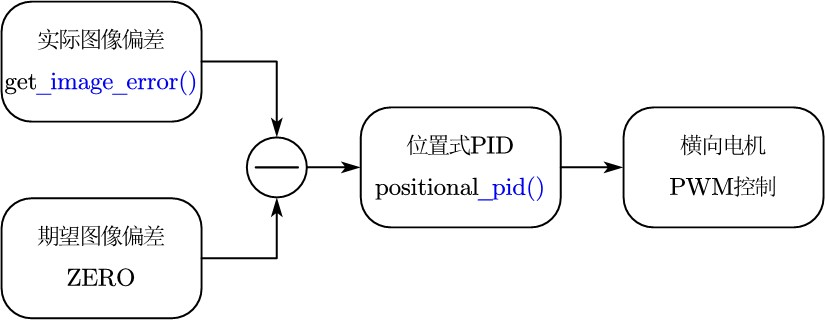 实际图像偏差
get_image_error()
期望图像偏差
ZERO
位置式PID
positional_pid()
横向电机
PWM控制